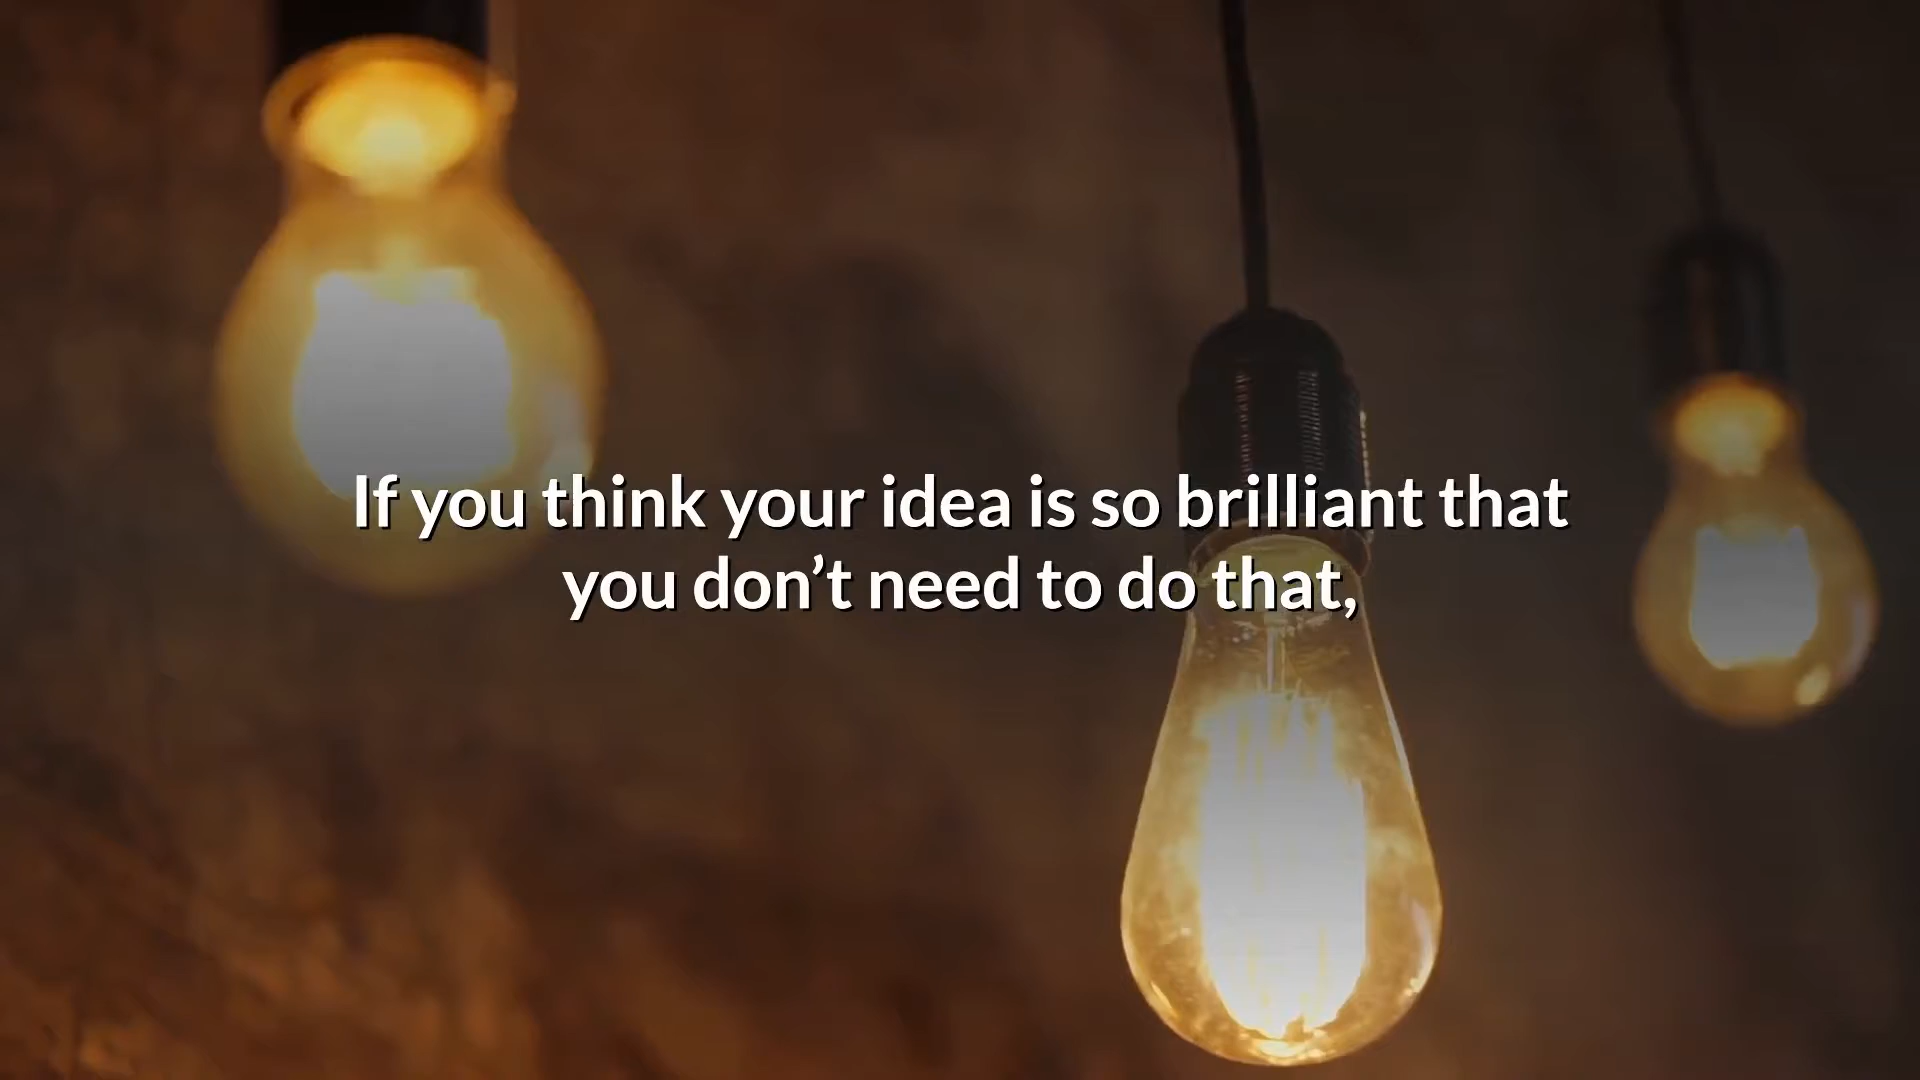 If you think your idea is so brilliant that
you don’t need to do that,